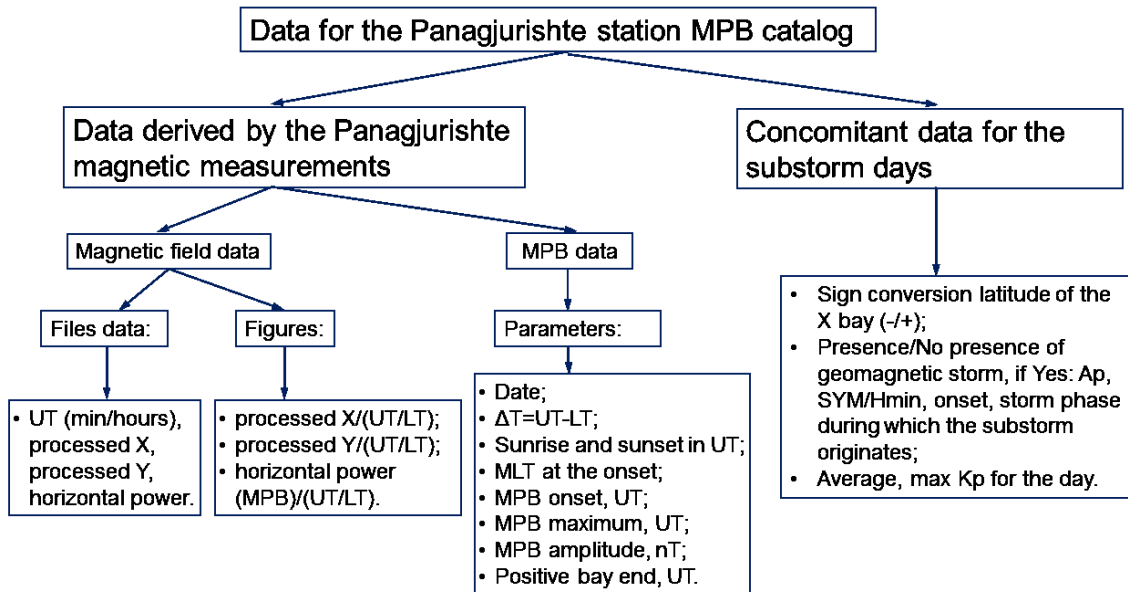 Data for the Panagjurishte station MPB catalog
Data derived by the Panagjurishte
magnetic measurements
Concomitant data for the
substorm days
Magnetic field data
MPB data
Files data:
Figures:
Parameters:
• UT (min/hours),
processed X,
processed Y,
horizontal power.
• processed X/(UT/LT);
• processed Y/(UT/LT);
• horizontal power
(MPB)/(UT/LT).
• Date;
• ΔT=UT-LT;
• Sunrise and sunset in UT;
• MLT at the onset;
• MPB onset, UT;
• MPB maximum, UT;
• MPB amplitude, nT;
• Positive bay end, UT.
• Sign conversion latitude of the
X bay (-/+);
• Presence/No presence of
geomagnetic storm, if Yes: Ap,
SYM/Hmin, onset, storm phase
during which the substorm
originates;
• Average, max Kp for the day.